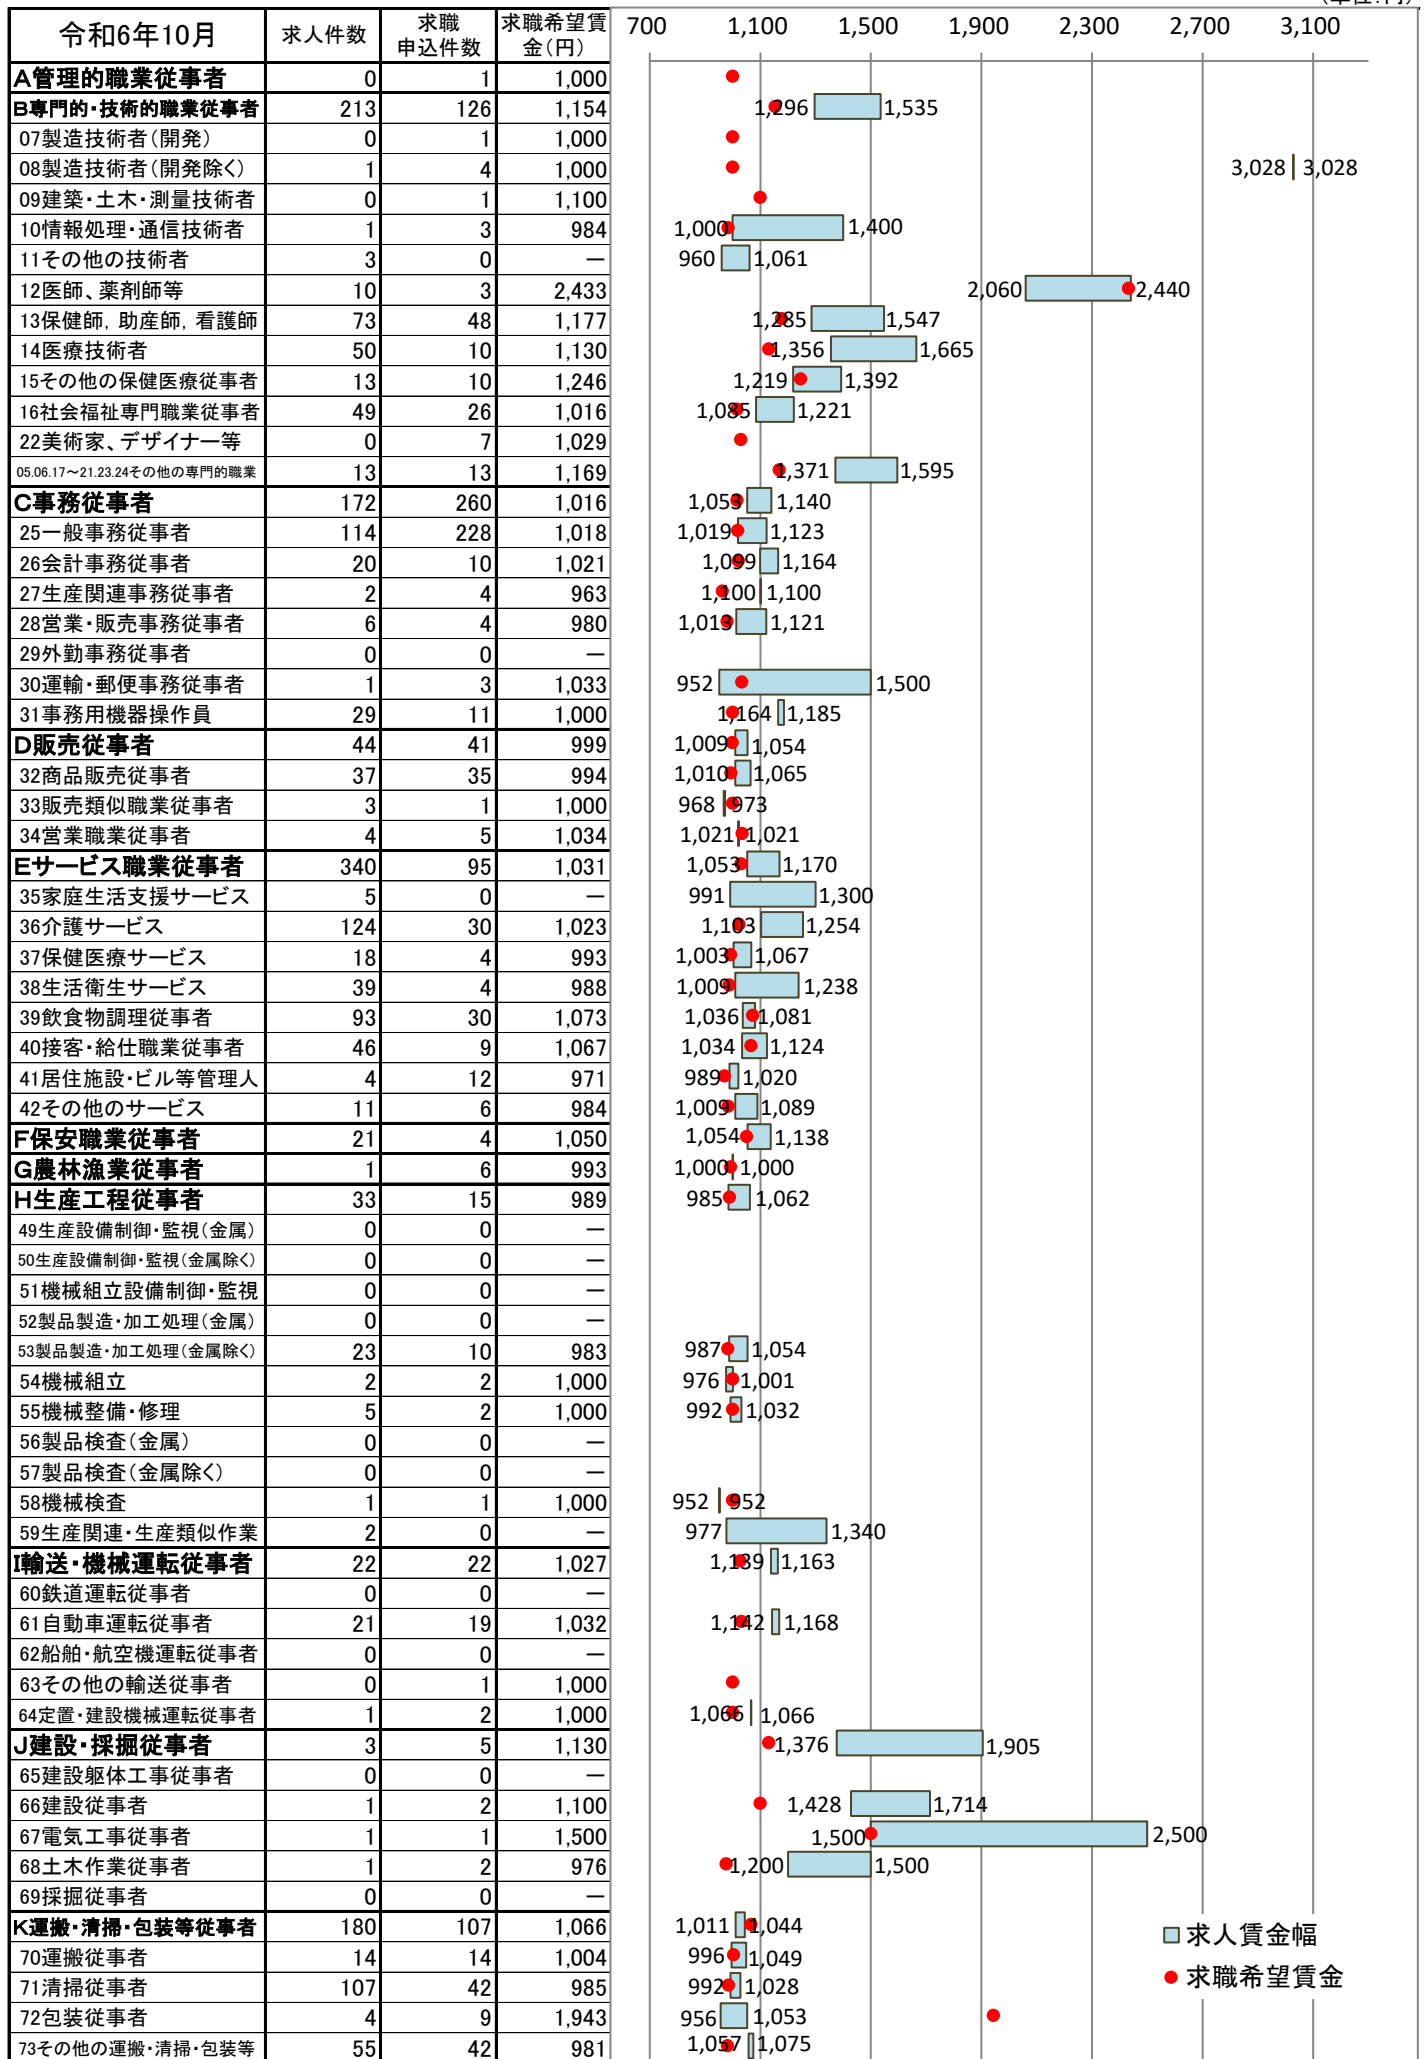 (単位:円)
令和6年10月 求人件数 求職申込件数 求職希望賃金(円) 700 1,100 1,500 1,900 2,300 2,700 3,100
A管理的職業従事者 0 1 1,000
B専門的・技術的職業従事者 213 126 1,154 1,296 1,535
07製造技術者(開発) 0 1 1,000
08製造技術者(開発除く) 1 4 1,000 3,028 3,028
09建築・土木・測量技術者 0 1 1,100
10情報処理・通信技術者 1 3 984 1,000 1,400
11その他の技術者 3 0 ― 960 1,061
12医師、薬剤師等 10 3 2,433 2,060 2,440
13保健師, 助産師, 看護師 73 48 1,177 1,285 1,547
14医療技術者 50 10 1,130 1,356 1,665
15その他の保健医療従事者 13 10 1,246 1,219 1,392
16社会福祉専門職業従事者 49 26 1,016 1,085 1,221
22美術家、デザイナー等 0 7 1,029
05.06.17～21.23.24その他の専門的職業 13 13 1,169 1,371 1,595
C事務従事者 172 260 1,016 1,053 1,140
25一般事務従事者 114 228 1,018 1,019 1,123
26会計事務従事者 20 10 1,021 1,099 1,164
27生産関連事務従事者 2 4 963 1,100 1,100
28営業・販売事務従事者 6 4 980 1,013 1,121
29外勤事務従事者 0 0 ―
30運輸・郵便事務従事者 1 3 1,033 952 1,500
31事務用機器操作員 29 11 1,000 1,164 1,185
D販売従事者 44 41 999 1,009 1,054
32商品販売従事者 37 35 994 1,010 1,065
33販売類似職業従事者 3 1 1,000 968 973
34営業職業従事者 4 5 1,034 1,021 1,021
Eサービス職業従事者 340 95 1,031 1,053 1,170
35家庭生活支援サービス 5 0 ― 991 1,300
36介護サービス 124 30 1,023 1,103 1,254
37保健医療サービス 18 4 993 1,003 1,067
38生活衛生サービス 39 4 988 1,009 1,238
39飲食物調理従事者 93 30 1,073 1,036 1,081
40接客・給仕職業従事者 46 9 1,067 1,034 1,124
41居住施設・ビル等管理人 4 12 971 989 1,020
42その他のサービス 11 6 984 1,009 1,089
F保安職業従事者 21 4 1,050 1,054 1,138
G農林漁業従事者 1 6 993 1,000 1,000
H生産工程従事者 33 15 989 985 1,062
49生産設備制御・監視(金属) 0 0 ―
50生産設備制御・監視(金属除く) 0 0 ―
51機械組立設備制御・監視 0 0 ―
52製品製造・加工処理(金属) 0 0 ―
53製品製造・加工処理(金属除く) 23 10 983 987 1,054
54機械組立 2 2 1,000 976 1,001
55機械整備・修理 5 2 1,000 992 1,032
56製品検査(金属) 0 0 ―
57製品検査(金属除く) 0 0 ―
58機械検査 1 1 1,000 952 952
59生産関連・生産類似作業 2 0 ― 977 1,340
I輸送・機械運転従事者 22 22 1,027 1,139 1,163
60鉄道運転従事者 0 0 ―
61自動車運転従事者 21 19 1,032 1,142 1,168
62船舶・航空機運転従事者 0 0 ―
63その他の輸送従事者 0 1 1,000
64定置・建設機械運転従事者 1 2 1,000 1,066 1,066
J建設・採掘従事者 3 5 1,130 1,376 1,905
65建設躯体工事従事者 0 0 ―
66建設従事者 1 2 1,100 1,428 1,714
67電気工事従事者 1 1 1,500 1,500 2,500
68土木作業従事者 1 2 976 1,200 1,500
69採掘従事者 0 0 ―
K運搬・清掃・包装等従事者 180 107 1,066 1,011 1,044 求人賃金幅
70運搬従事者 14 14 1,004 996 1,049
71清掃従事者 107 42 985 992 1,028 求職希望賃金
72包装従事者 4 9 1,943 956 1,053
73その他の運搬・清掃・包装等 55 42 981 1,057 1,075